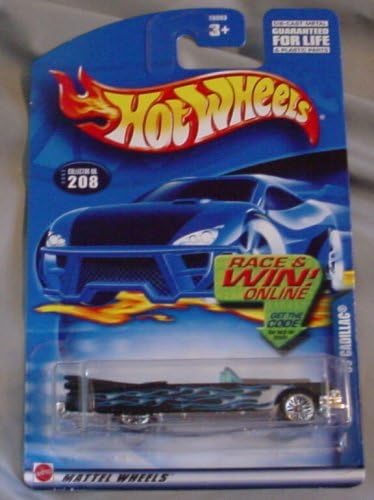 3+
DIE-CAST METAL
GUARANTEED
FOR LIFE
& PLASTIC PARTS
HOT WHEELS
COLLECTOR NO.
208
RACE &
WIN!
ONLINE
GET THE
CODE
CADILLAC®
MATTEL
MATTEL WHEELS